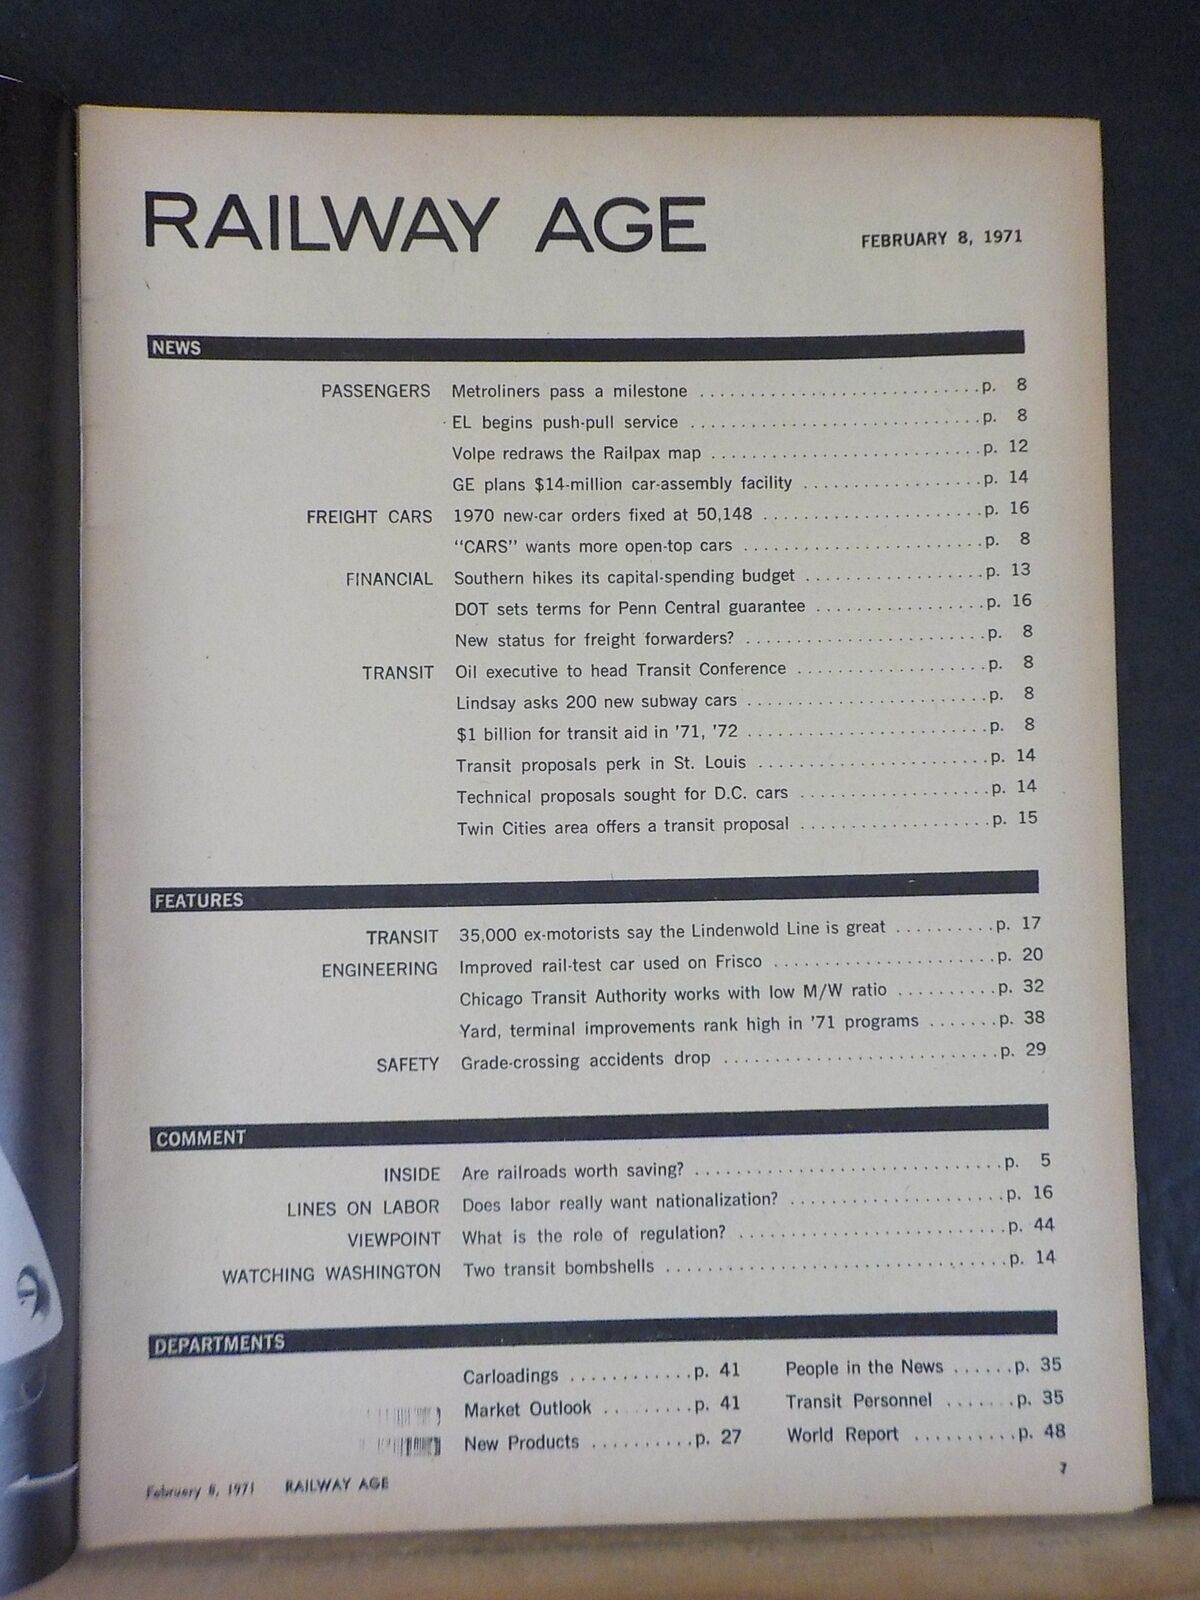 RAILWAY AGE
FEBRUARY 8, 1971
NEWS
PASSENGERS Metroliners pass a milestone ...........................p. 8
EL begins push-pull service ............................p. 8
Volpe redraws the Railpax map ..........................p. 12
GE plans $14-million car-assembly facility .................p. 14
FREIGHT CARS 1970 new-car orders fixed at 50,148 .....................p. 16
"CARS" wants more open-top cars .......................p. 8
FINANCIAL Southern hikes its capital-spending budget .................p. 13
DOT sets terms for Penn Central guarantee ................p. 16
New status for freight forwarders? .......................p. 8
TRANSIT Oil executive to head Transit Conference ..................p. 8
Lindsay asks 200 new subway cars .......................p. 8
$1 billion for transit aid in '71, '72 .......................p. 8
Transit proposals perk in St. Louis ......................p. 14
Technical proposals sought for D.C. cars ..................p. 14
Twin Cities area offers a transit proposal ..................p. 15
FEATURES
TRANSIT 35,000 ex-motorists say the Lindenwold Line is great ..........p. 17
ENGINEERING Improved rail-test car used on Frisco .....................p. 20
Chicago Transit Authority works with low M/W ratio ..........p. 32
Yard, terminal improvements rank high in '71 programs .......p. 38
SAFETY Grade-crossing accidents drop ..........................p. 29
COMMENT
INSIDE Are railroads worth saving? .............................p. 5
LINES ON LABOR Does labor really want nationalization? ....................p. 16
VIEWPOINT What is the role of regulation? .........................p. 44
WATCHING WASHINGTON Two transit bombshells ................................p. 14
DEPARTMENTS
Carloadings ............p. 41 People in the News ......p. 35
Market Outlook .........p. 41 Transit Personnel .......p. 35
New Products ..........p. 27 World Report ..........p. 48
February 8, 1971 RAILWAY AGE 7